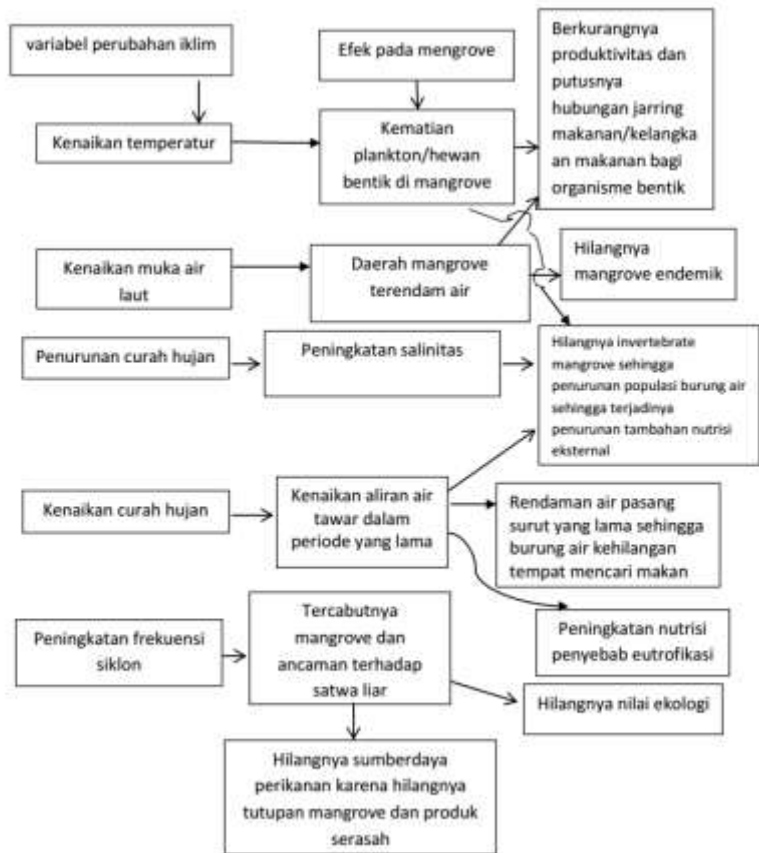 variabel perubahan iklim
Efek pada mengrove
Berkurangnya
produktivitas dan
putusnya
hubungan jarring
makanan/kelangka
an makanan bagi
organisme bentik
Kenaikan temperatur
Kematian
plankton/hewan
bentik di mangrove
Kenaikan muka air
laut
Daerah mangrove
terendam air
Hilangnya
mangrove endemik
Penurunan curah hujan
Peningkatan salinitas
Hilangnya invertebrate
mangrove sehingga
penurunan populasi burung air
sehingga terjadinya
penurunan tambahan nutrisi
eksternal
Kenaikan curah hujan
Kenaikan aliran air
tawar dalam
periode yang lama
Rendaman air pasang
surut yang lama sehingga
burung air kehilangan
tempat mencari makan
Peningkatan nutrisi
penyebab eutrofikasi
Peningkatan frekuensi
siklon
Tercabutnya
mangrove dan
ancaman terhadap
satwa liar
Hilangnya nilai ekologi
Hilangnya sumberdaya
perikanan karena hilangnya
tutupan mangrove dan produk
serasah